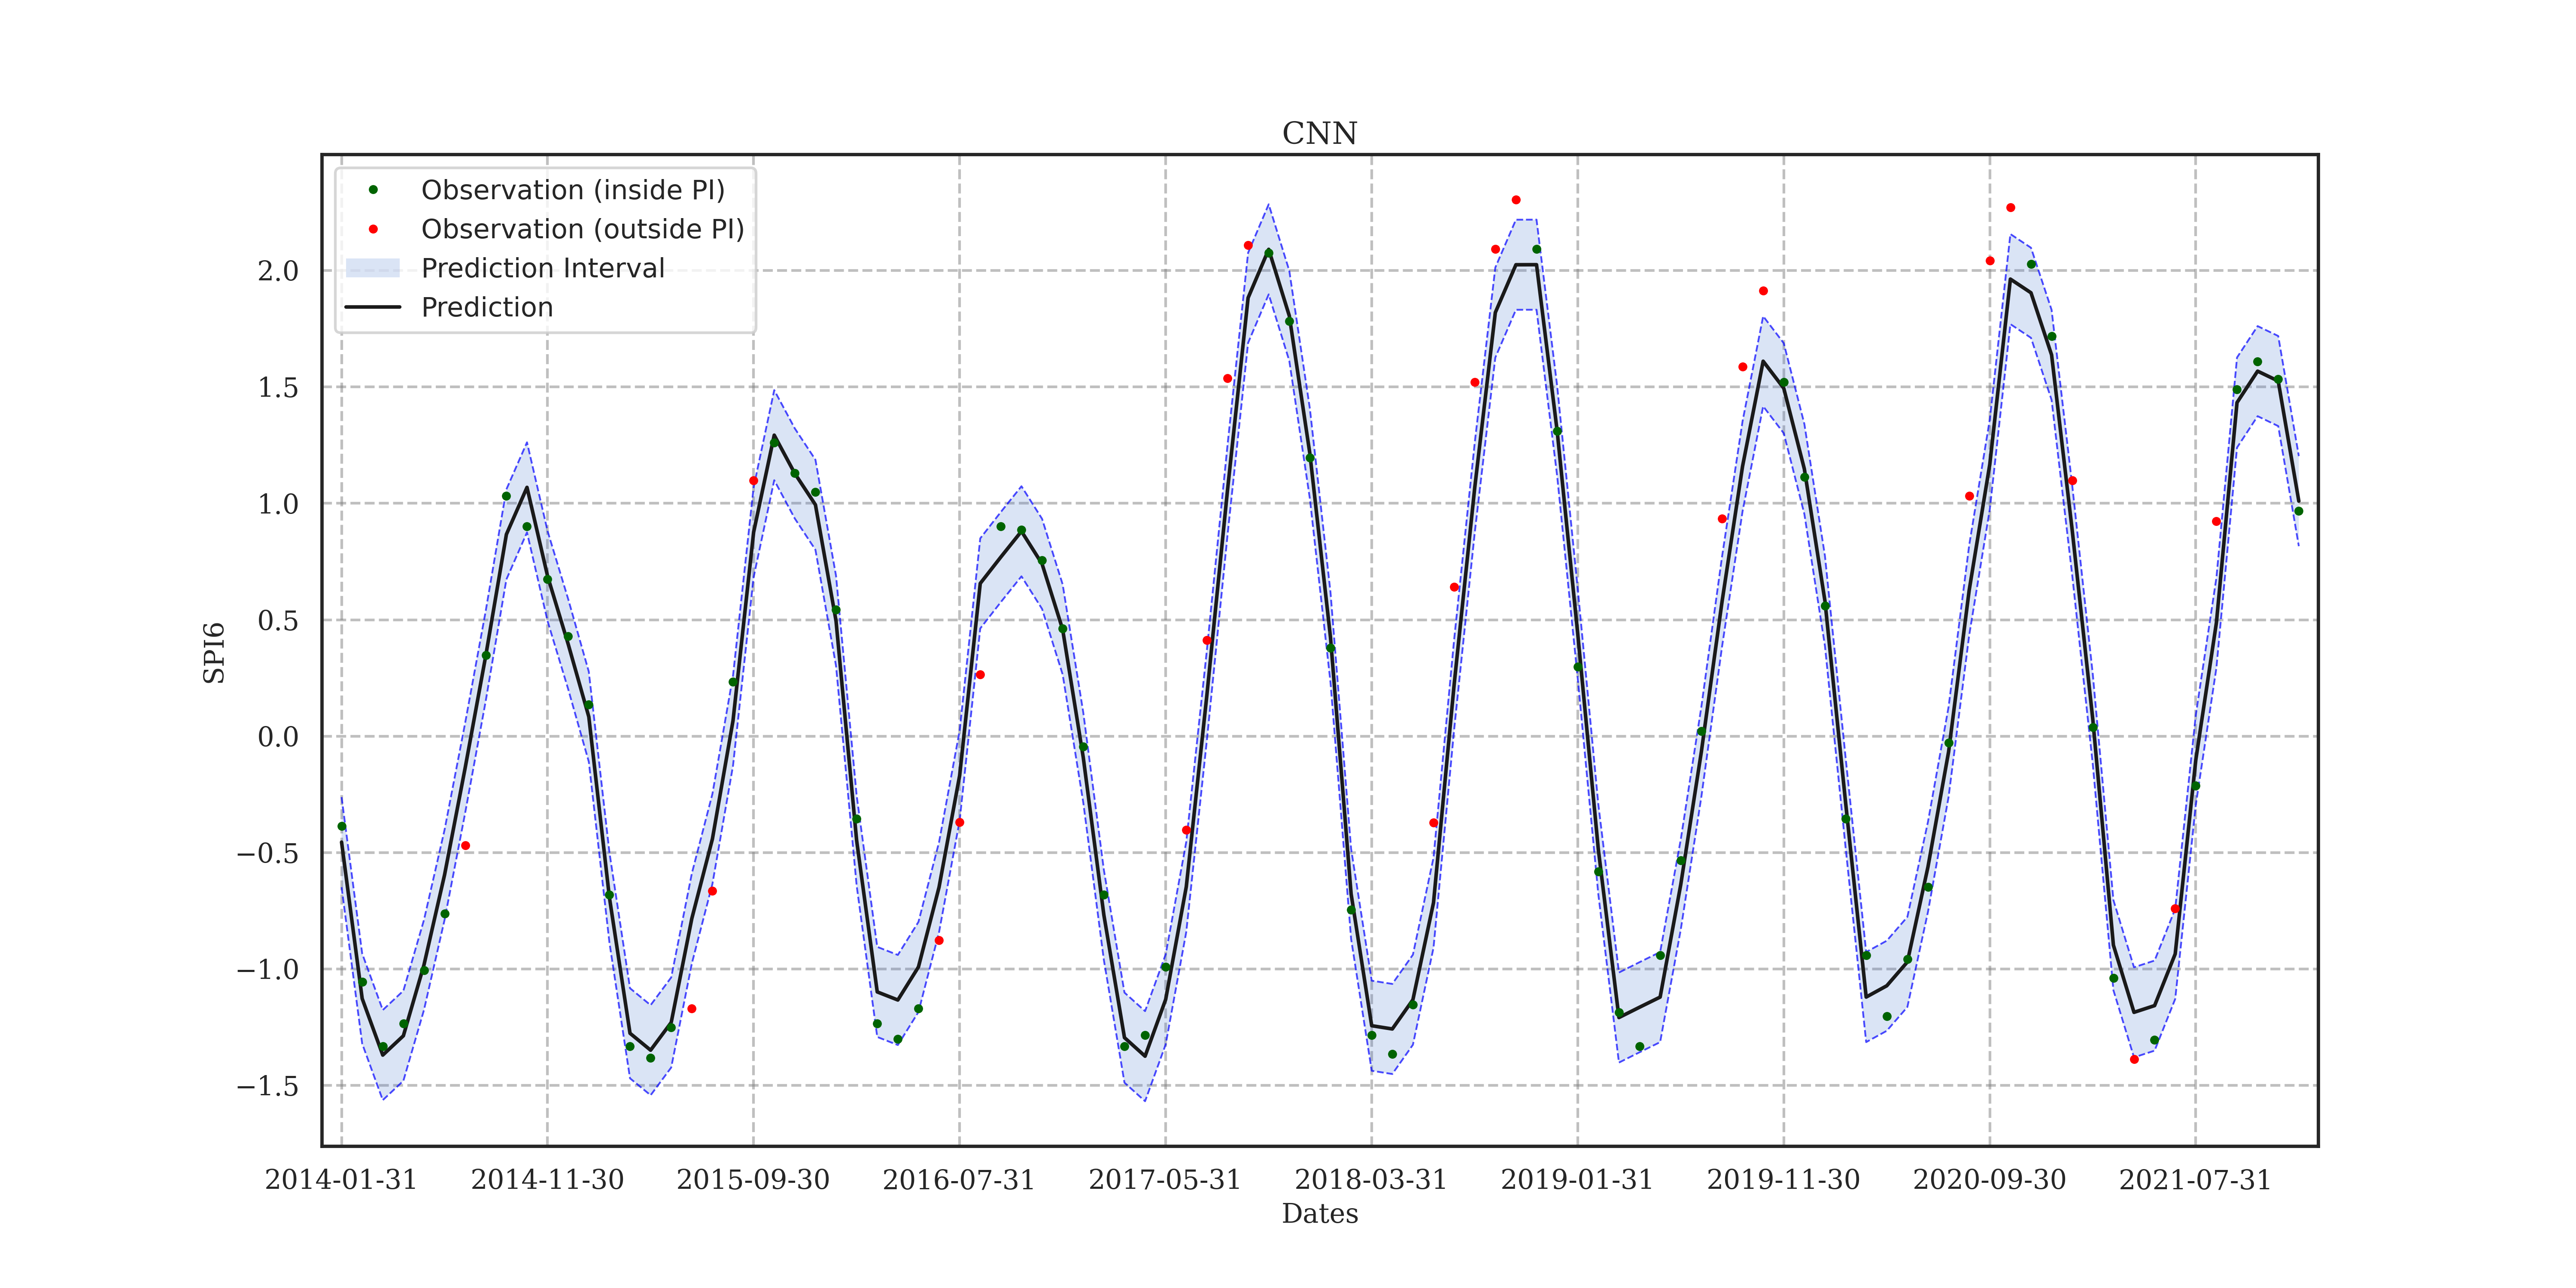 CNN
Observation (inside PI)
Observation (outside PI)
Prediction Interval
Prediction
2.0
1.5
1.0
0.5
0.0
−0.5
−1.0
−1.5
SPI6
2014-01-31 2014-11-30 2015-09-30 2016-07-31 2017-05-31 2018-03-31 2019-01-31 2019-11-30 2020-09-30 2021-07-31
Dates